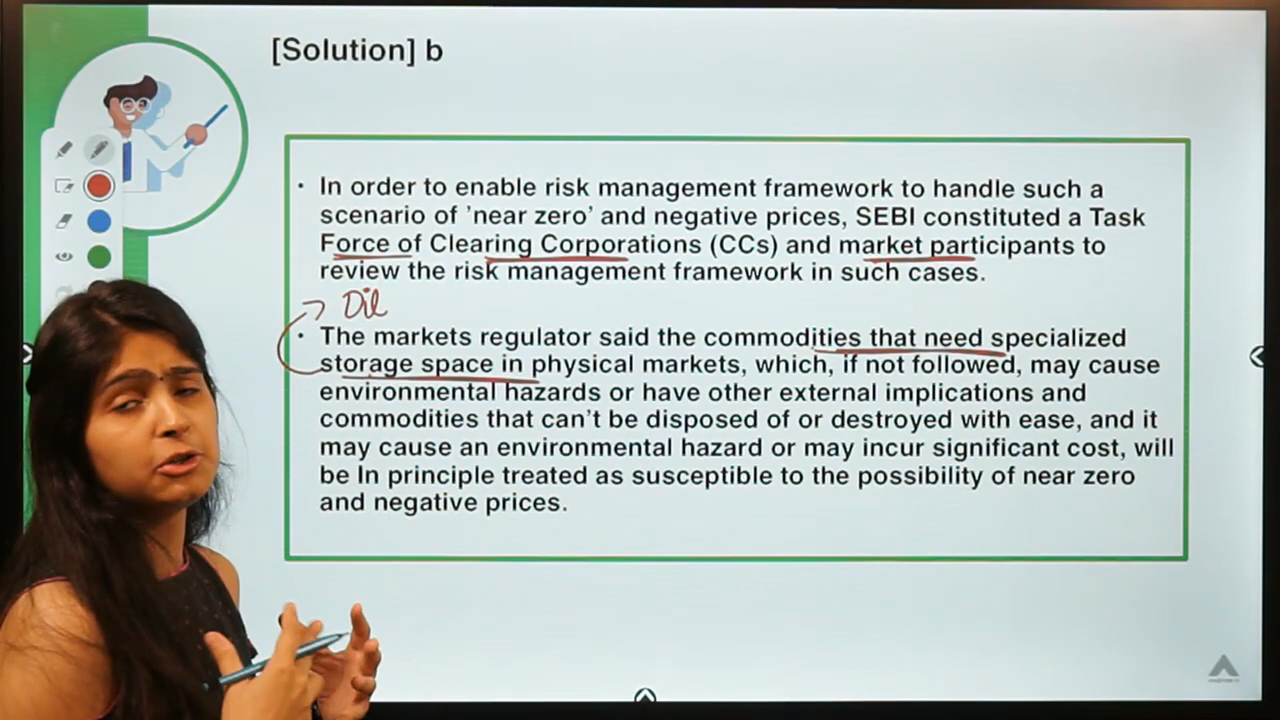 [Solution] b
· In order to enable risk management framework to handle such a
scenario of 'near zero' and negative prices, SEBI constituted a Task
Force of Clearing Corporations (CCs) and market participants to
review the risk management framework in such cases.
Oil
· The markets regulator said the commodities that need specialized
storage space in physical markets, which, if not followed, may cause
environmental hazards or have other external implications and
commodities that can't be disposed of or destroyed with ease, and it
may cause an environmental hazard or may incur significant cost, will
be In principle treated as susceptible to the possibility of near zero
and negative prices.